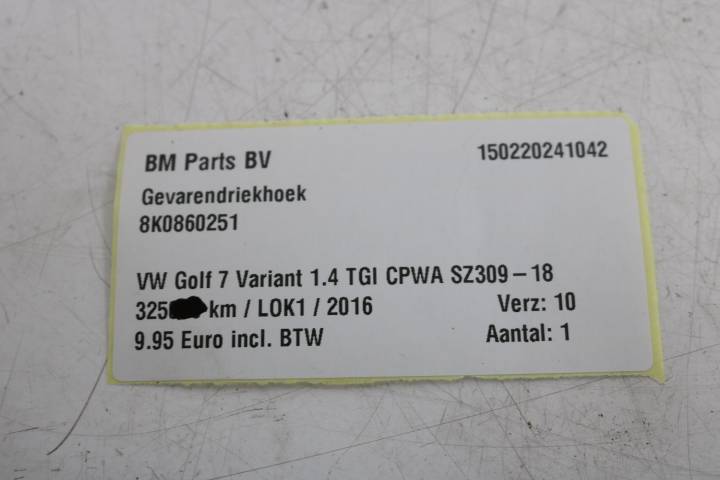 BM Parts BV 150220241042
Gevarendriekhoek
8K0860251
VW Golf 7 Variant 1.4 TGI CPWA SZ309-18
325 km / LOK1 / 2016 Verz: 10
9.95 Euro incl. BTW Aantal: 1